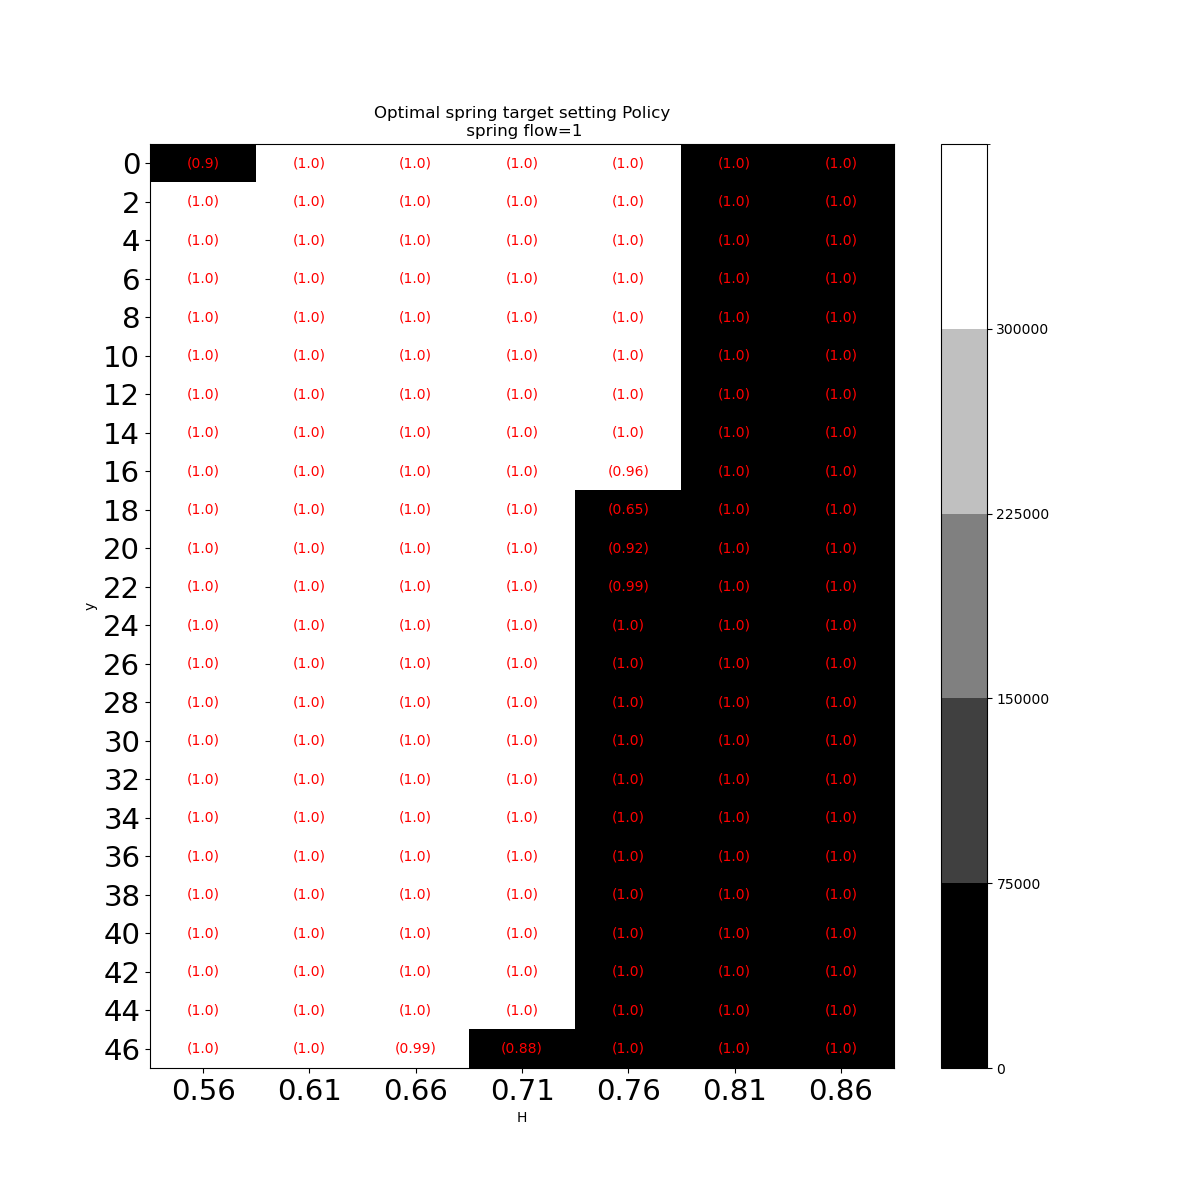 Optimal spring target setting Policy
spring flow=1
0 (0.9) (1.0) (1.0) (1.0) (1.0) (1.0) (1.0)
2 (1.0) (1.0) (1.0) (1.0) (1.0) (1.0) (1.0)
4 (1.0) (1.0) (1.0) (1.0) (1.0) (1.0) (1.0)
6 (1.0) (1.0) (1.0) (1.0) (1.0) (1.0) (1.0)
8 (1.0) (1.0) (1.0) (1.0) (1.0) (1.0) (1.0)
300000
10 (1.0) (1.0) (1.0) (1.0) (1.0) (1.0) (1.0)
12 (1.0) (1.0) (1.0) (1.0) (1.0) (1.0) (1.0)
14 (1.0) (1.0) (1.0) (1.0) (1.0) (1.0) (1.0)
16 (1.0) (1.0) (1.0) (1.0) (0.96) (1.0) (1.0)
18 (1.0) (1.0) (1.0) (1.0) (0.65) (1.0) (1.0)
225000
20 (1.0) (1.0) (1.0) (1.0) (0.92) (1.0) (1.0)
22 (1.0) (1.0) (1.0) (1.0) (0.99) (1.0) (1.0)
y
24 (1.0) (1.0) (1.0) (1.0) (1.0) (1.0) (1.0)
26 (1.0) (1.0) (1.0) (1.0) (1.0) (1.0) (1.0)
28 (1.0) (1.0) (1.0) (1.0) (1.0) (1.0) (1.0)
150000
30 (1.0) (1.0) (1.0) (1.0) (1.0) (1.0) (1.0)
32 (1.0) (1.0) (1.0) (1.0) (1.0) (1.0) (1.0)
34 (1.0) (1.0) (1.0) (1.0) (1.0) (1.0) (1.0)
36 (1.0) (1.0) (1.0) (1.0) (1.0) (1.0) (1.0)
75000
38 (1.0) (1.0) (1.0) (1.0) (1.0) (1.0) (1.0)
40 (1.0) (1.0) (1.0) (1.0) (1.0) (1.0) (1.0)
42 (1.0) (1.0) (1.0) (1.0) (1.0) (1.0) (1.0)
44 (1.0) (1.0) (1.0) (1.0) (1.0) (1.0) (1.0)
46 (1.0) (1.0) (0.99) (0.88) (1.0) (1.0) (1.0)
0
0.56 0.61 0.66 0.71 0.76 0.81 0.86
H